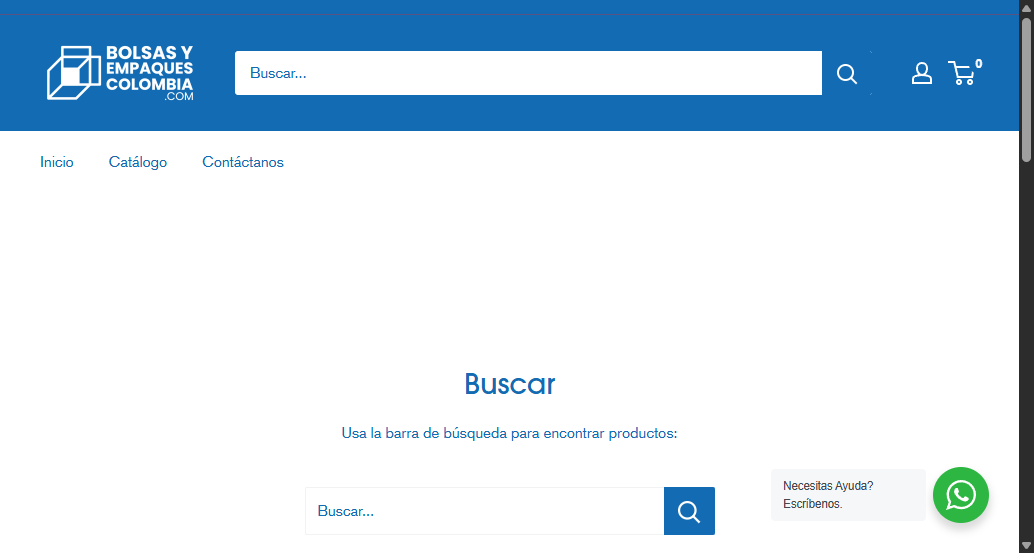 BOLSAS Y
EMPAQUES
COLOMBIA
.COM
Buscar...
0
Inicio
Catálogo
Contáctanos
Buscar
Usa la barra de búsqueda para encontrar productos:
Buscar...
Necesitas Ayuda?
Escríbenos.